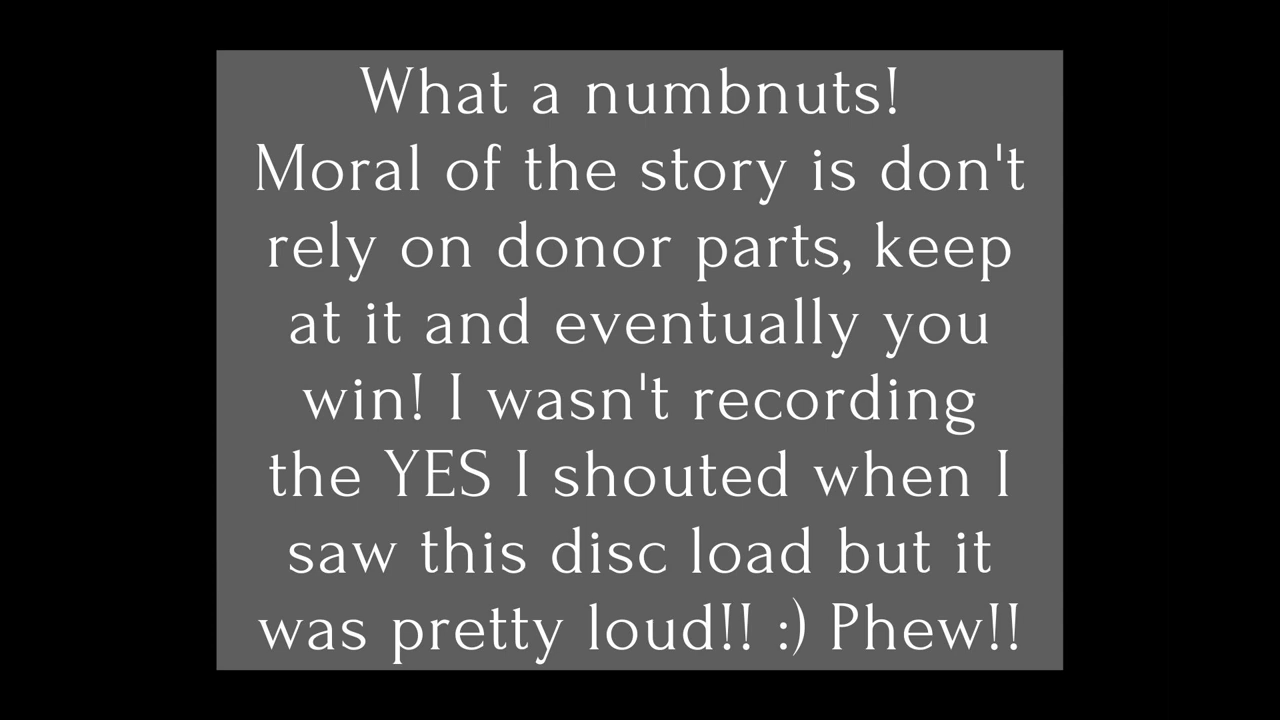 What a numbnuts!
Moral of the story is don't
rely on donor parts, keep
at it and eventually you
win! I wasn't recording
the YES I shouted when I
saw this disc load but it
was pretty loud!! :) Phew!!